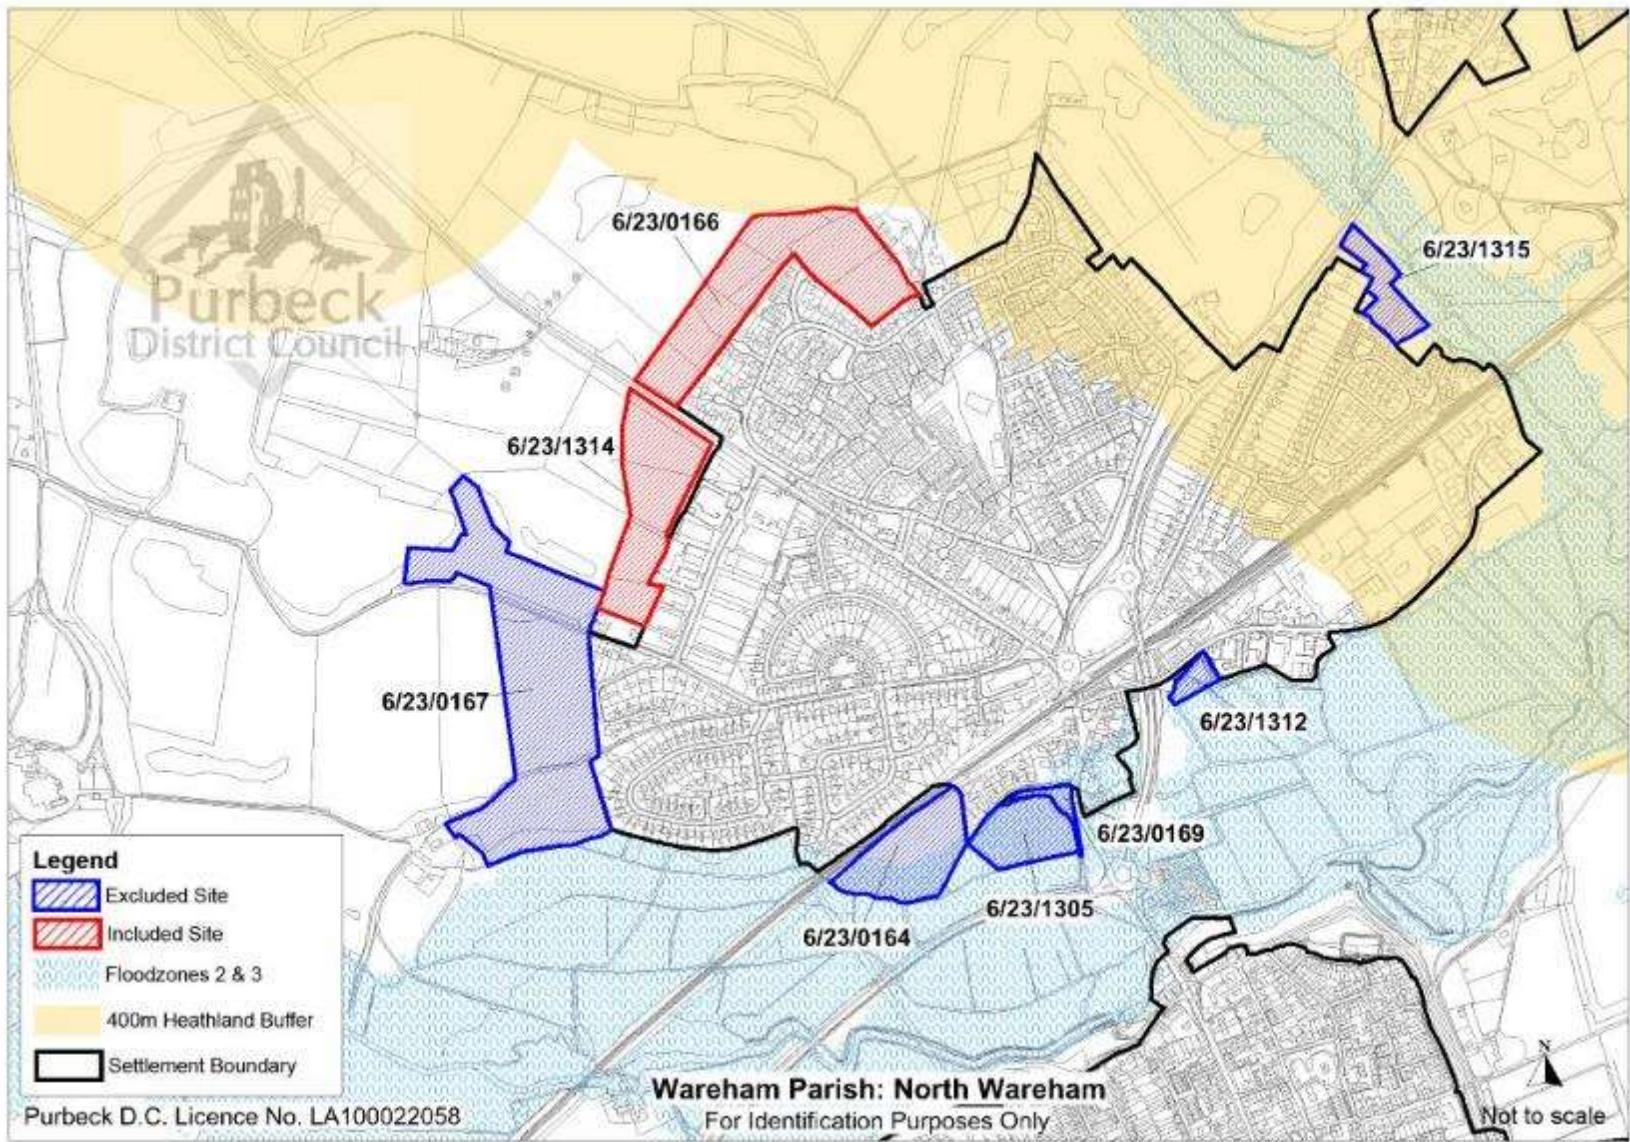 6/23/0166
6/23/1315
Purbeck
District Council
6/23/1314
6/23/0167
6/23/1312
6/23/0169
6/23/1305
6/23/0164
Legend
Excluded Site
Included Site
Floodzones 2 & 3
400m Heathland Buffer
Settlement Boundary
Purbeck D.C. Licence No. LA100022058
Wareham Parish: North Wareham
For Identification Purposes Only
N
Not to scale